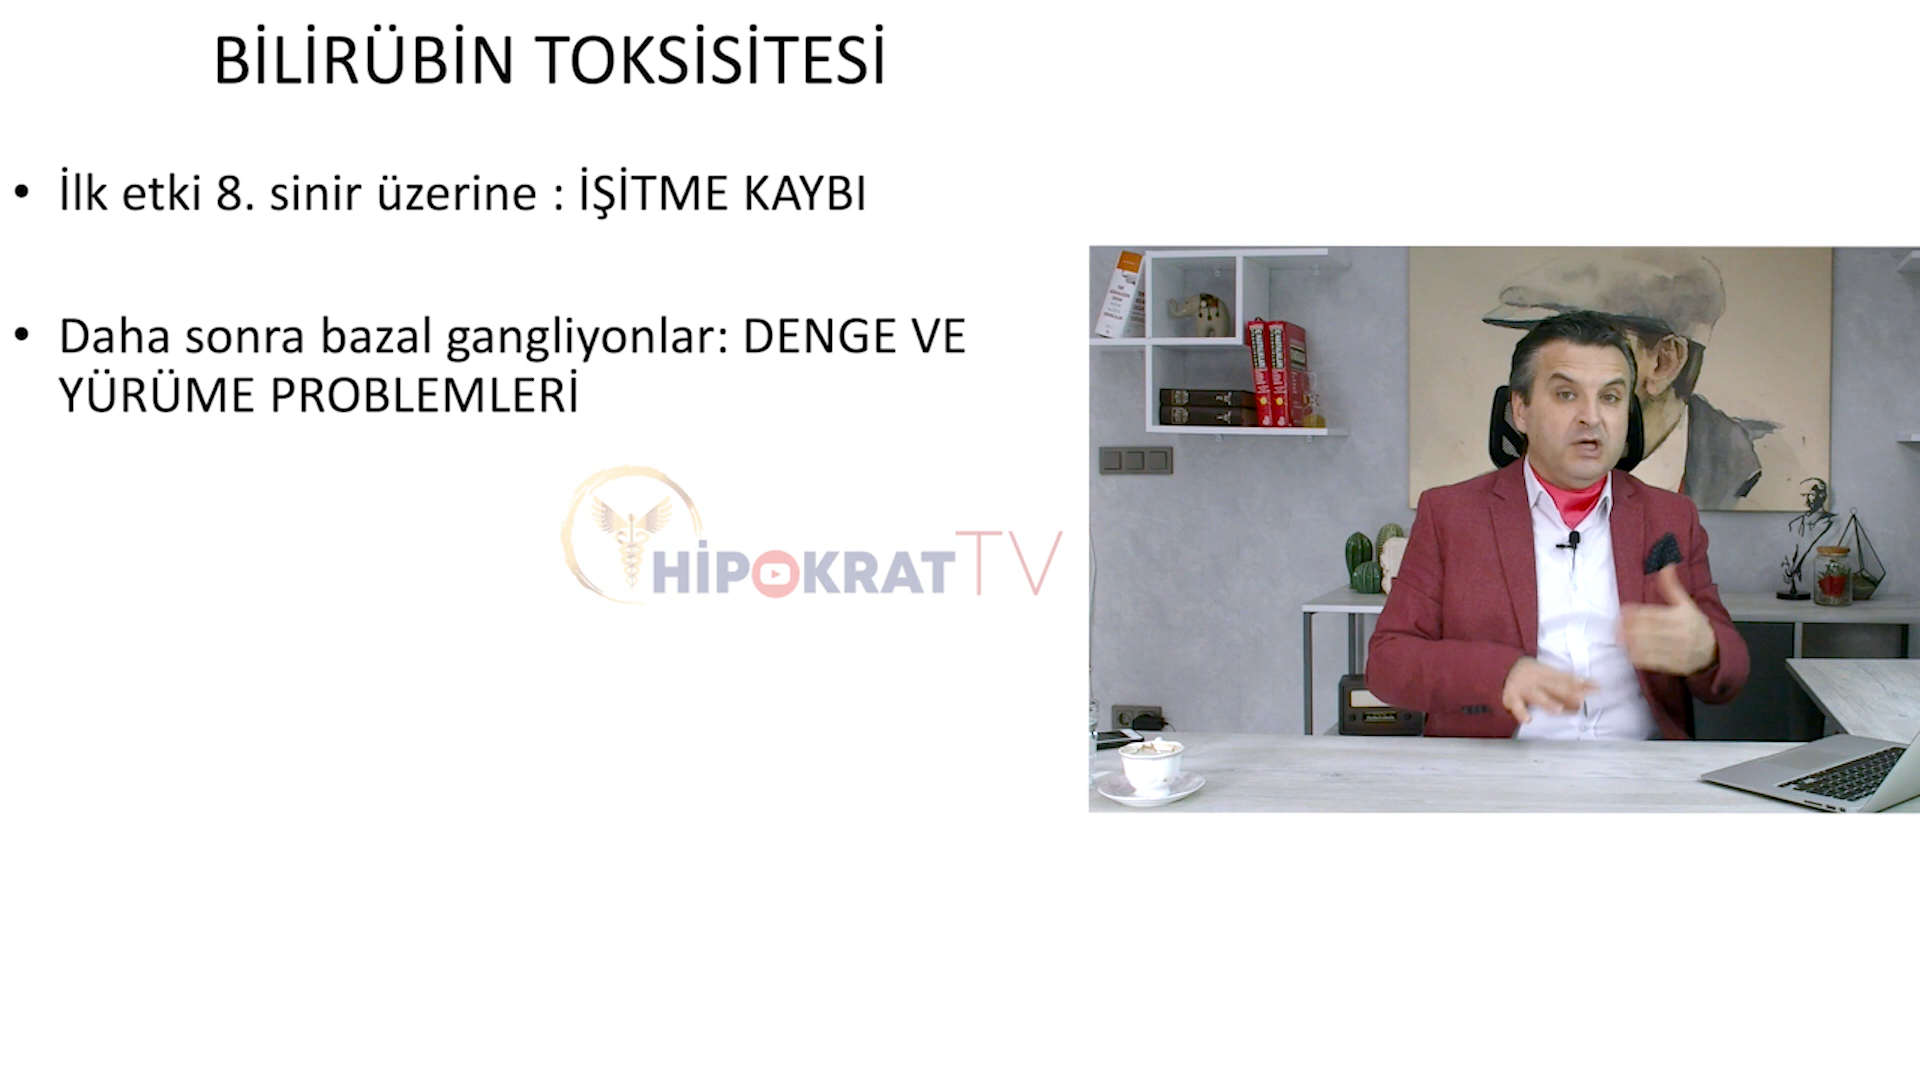 BİLİRÜBİN TOKSİSİTESİ
• İlk etki 8. sinir üzerine : İŞİTME KAYBI
• Daha sonra bazal gangliyonlar: DENGE VE
YÜRÜME PROBLEMLERİ
HİPOKRAT TV